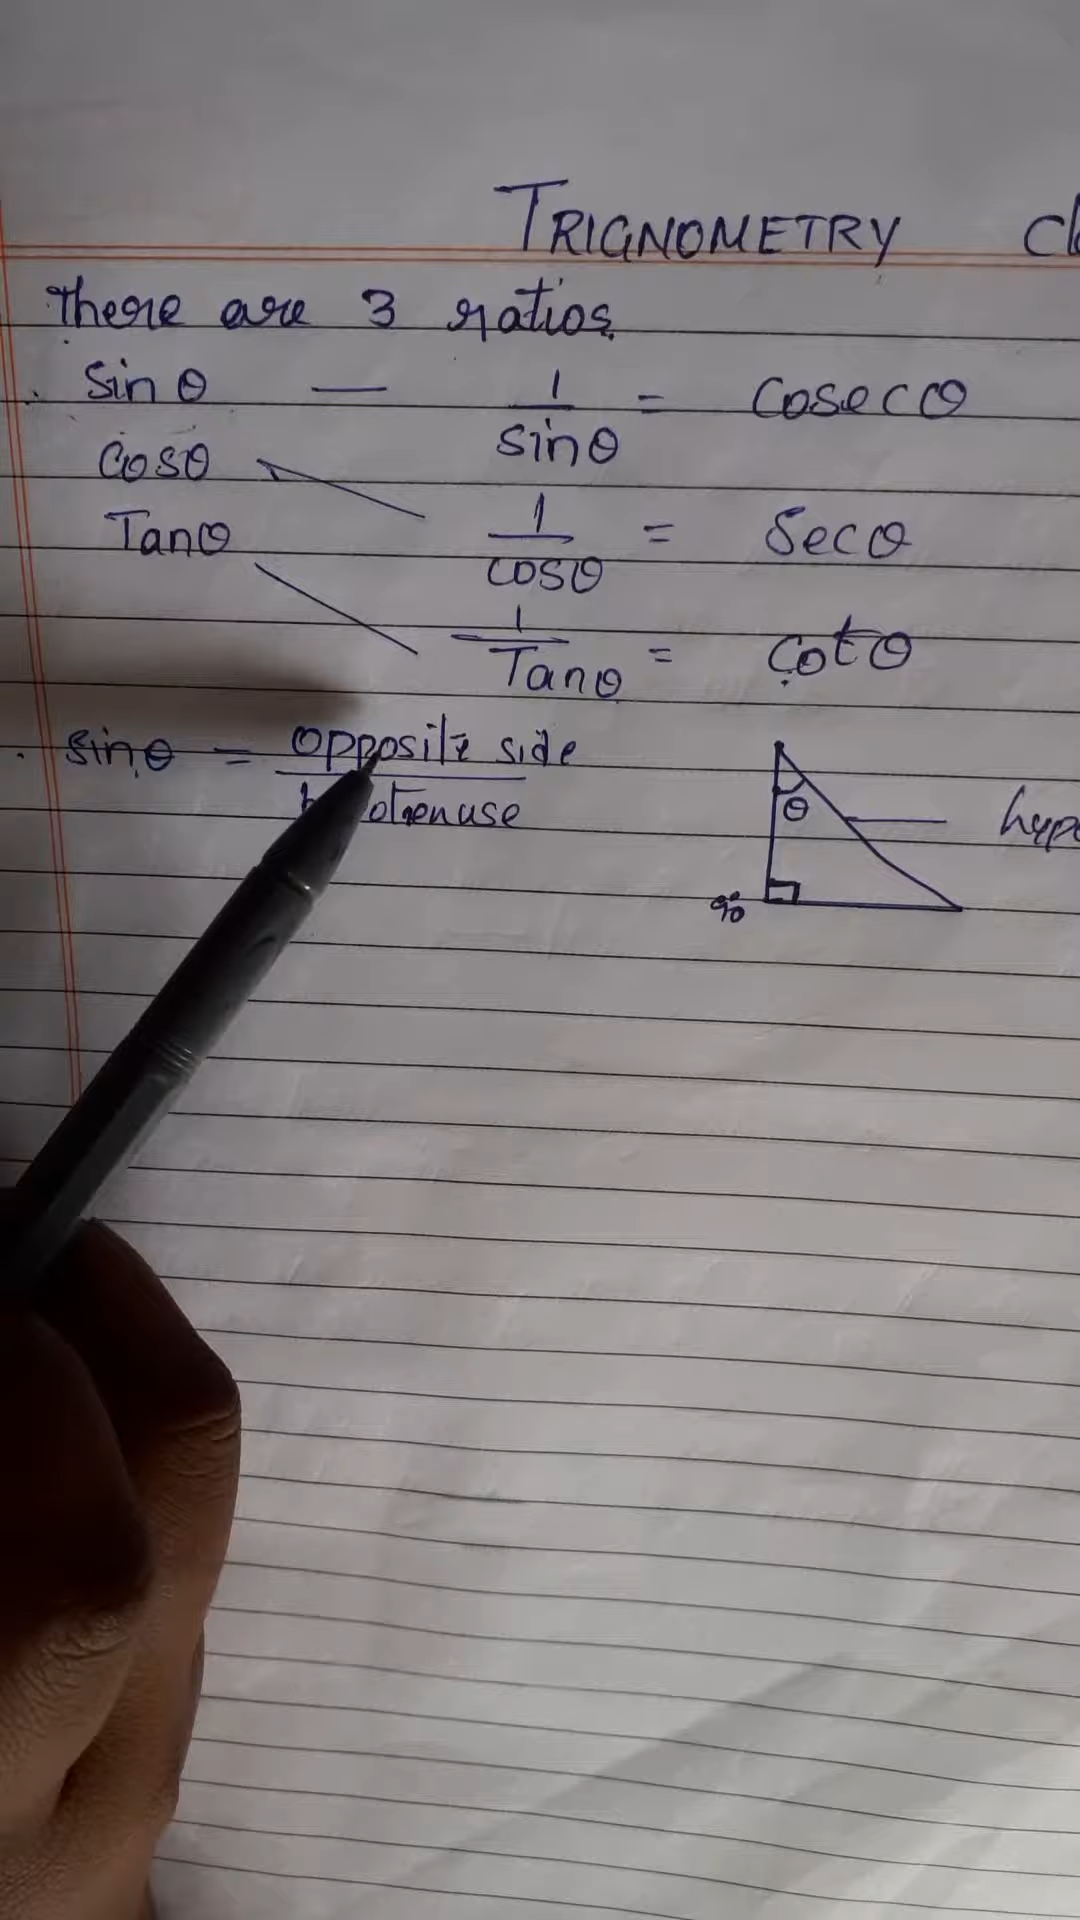 TRIGNOMETRY
There are 3 ratios.
sin θ — 1/sinθ = cosecθ
cosθ 1/cosθ = secθ
Tanθ 1/Tanθ = cotθ
sinθ = opposite side
θ
90